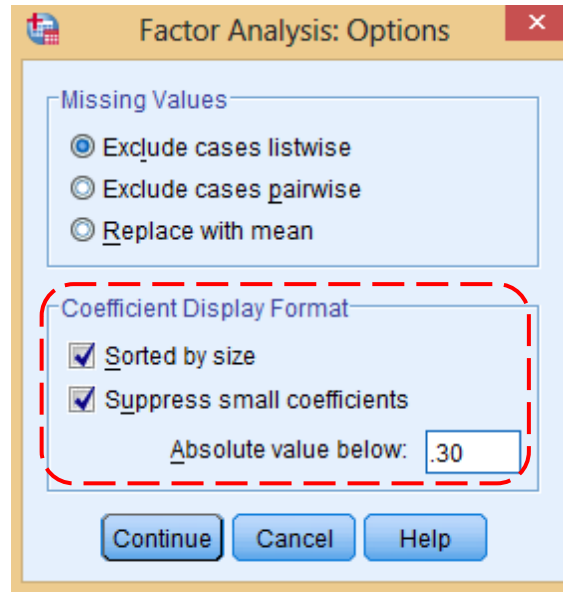 Factor Analysis: Options
Missing Values
Exclude cases listwise
Exclude cases pairwise
Replace with mean
Coefficient Display Format
Sorted by size
Suppress small coefficients
Absolute value below: .30
Continue Cancel Help